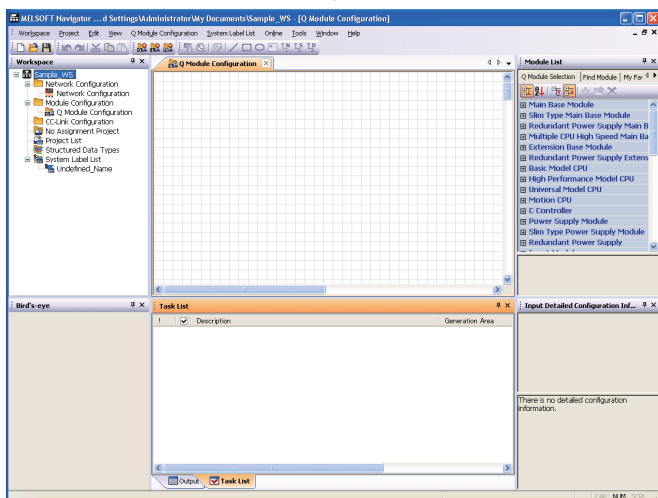 MELSOFT Navigator ...d Settings\Administrator\My Documents\Sample_WS - [Q Module Configuration]
Workspace Project Edit View Q Module Configuration System Label List Online Tools Window Help
Workspace
Sample_WS
Network Configuration
Network Configuration
Module Configuration
Q Module Configuration
CC-Link Configuration
No Assignment Project
Project List
Structured Data Types
System Label List
Undefined_Name
Q Module Configuration
Module List
Q Module Selection Find Module My Fav
Main Base Module
Slim Type Main Base Module
Redundant Power Supply Main B
Multiple CPU High Speed Main Ba
Extension Base Module
Redundant Power Supply Extens
Basic Model CPU
High Performance Model CPU
Universal Model CPU
Motion CPU
C Controller
Power Supply Module
Slim Type Power Supply Module
Redundant Power Supply
Bird's-eye
Task List
! Description Generation Area
Output Task List
Input Detailed Configuration Inf...
There is no detailed configuration
information.
CAP NUM SCRL